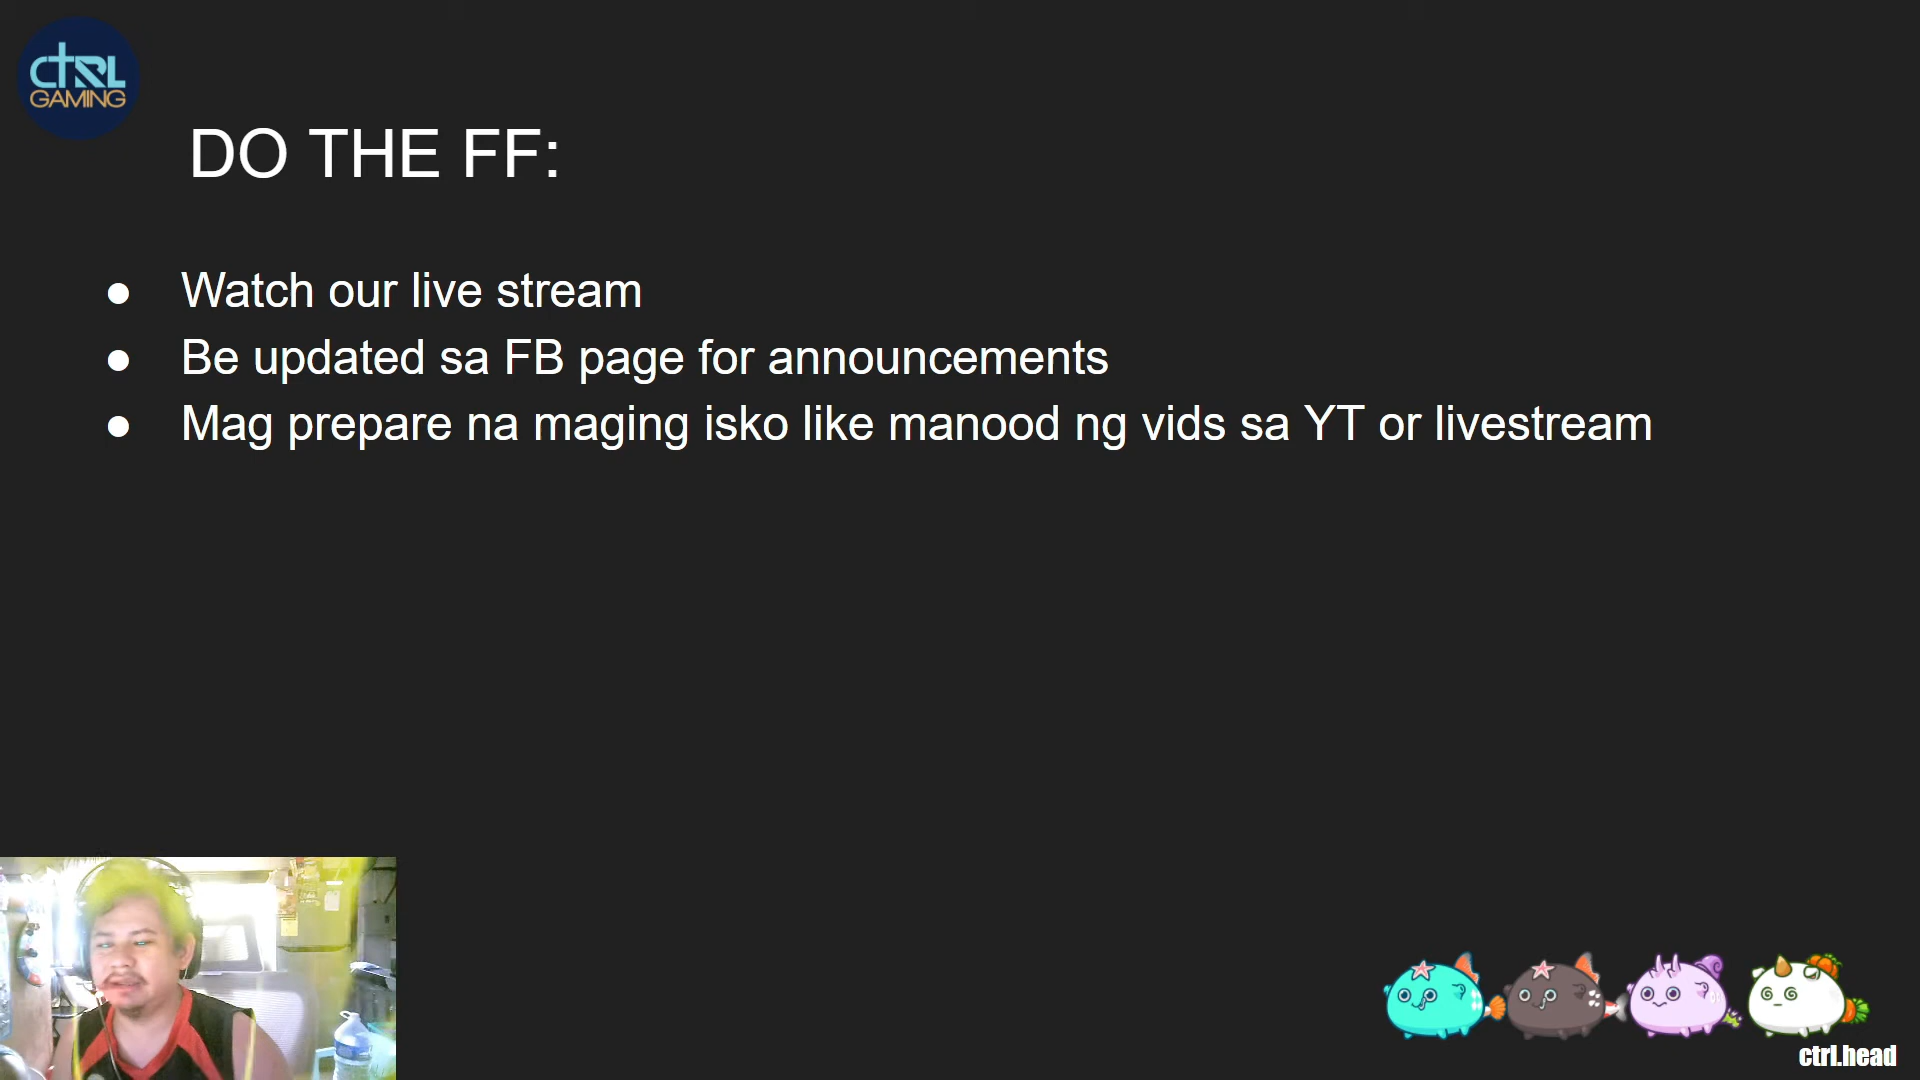 ctRL
GAMING
DO THE FF:
● Watch our live stream
● Be updated sa FB page for announcements
● Mag prepare na maging isko like manood ng vids sa YT or livestream
ctrl.head